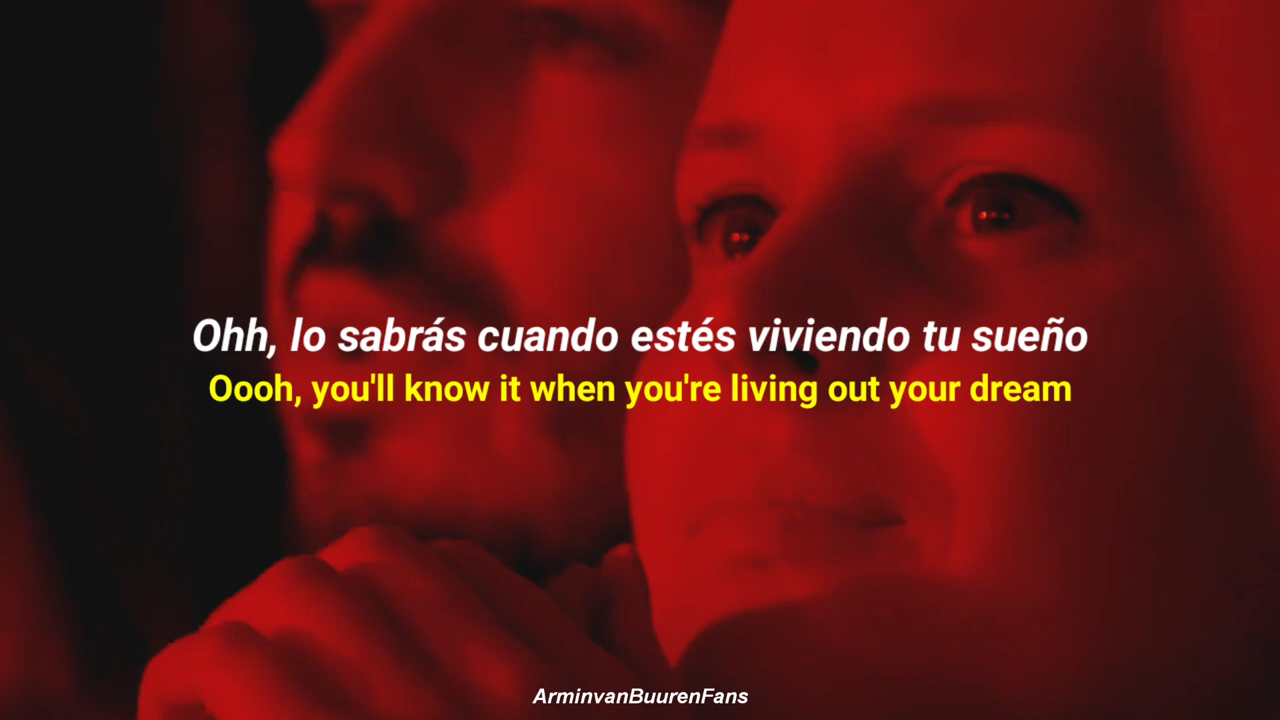 Ohh, lo sabrás cuando estés viviendo tu sueño
Oooh, you'll know it when you're living out your dream
ArminvanBuurenFans